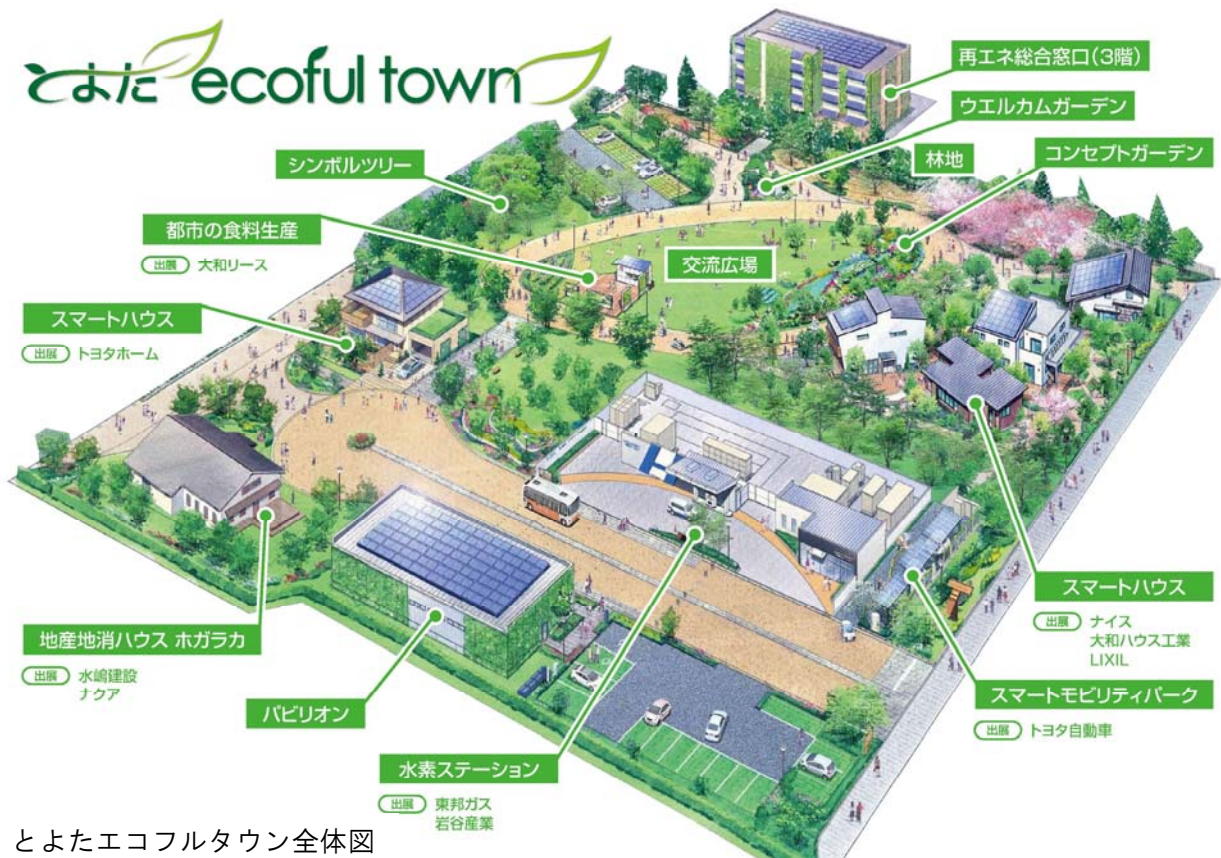 とよた ecoful town
再エネ総合窓口(3階)
ウエルカムガーデン
林地
コンセプトガーデン
シンボルツリー
都市の食料生産
出展 大和リース
交流広場
スマートハウス
出展 トヨタホーム
地産地消ハウス ホガラカ
出展 水嶋建設
ナクア
パビリオン
水素ステーション
出展 東邦ガス
岩谷産業
スマートハウス
出展 ナイス
大和ハウス工業
LIXIL
スマートモビリティパーク
出展 トヨタ自動車
とよたエコフルタウン全体図